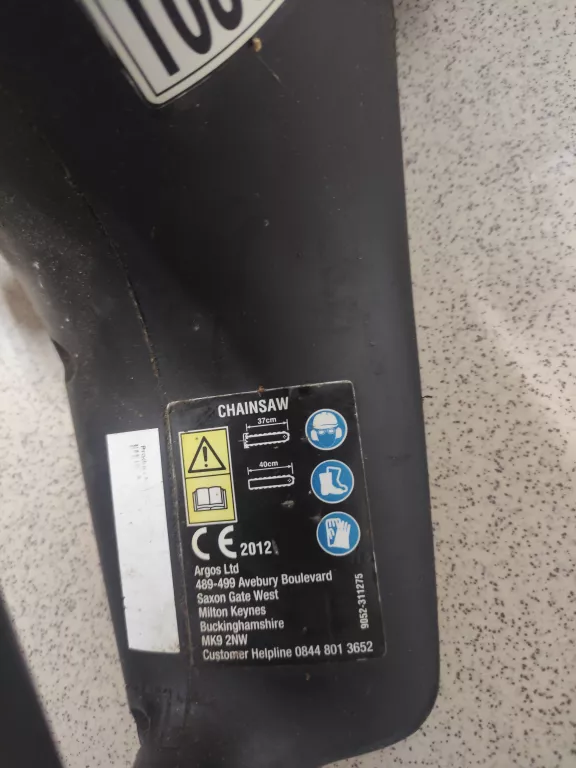 CHAINSAW
37cm
40cm
CE 2012
Argos Ltd
489-499 Avebury Boulevard
Saxon Gate West
Milton Keynes
Buckinghamshire
MK9 2NW
Customer Helpline 0844 801 3652
9052-311275